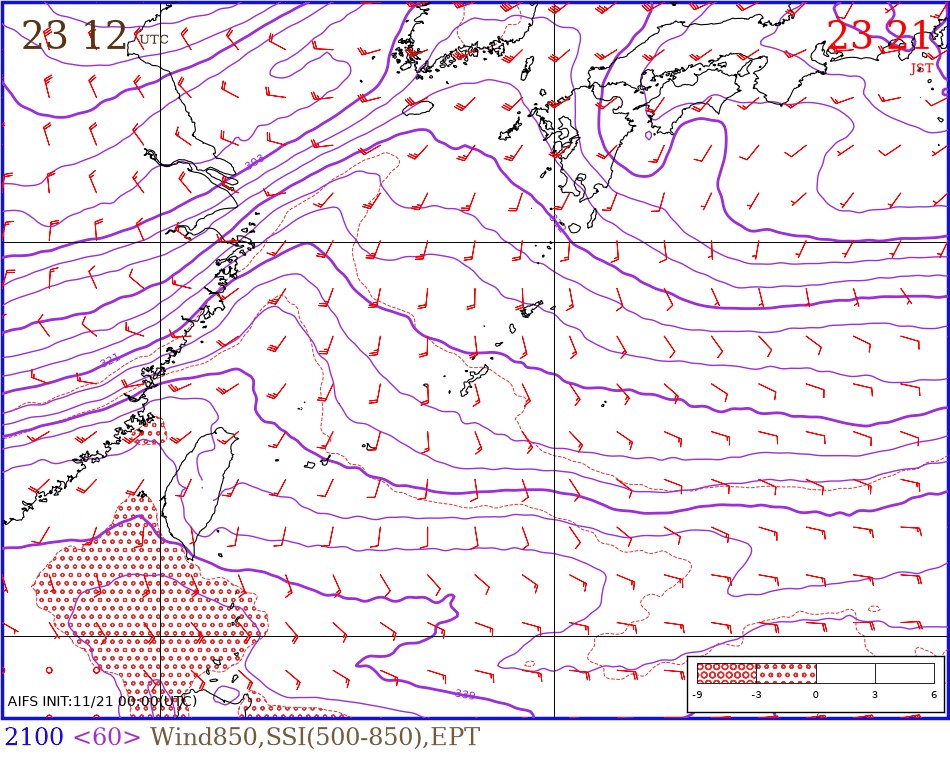 23 12 UTC
23 21
JST
303
315
321
339
-9 -3 0 3 6
AIFS INIT:11/21 00:00(UTC)
2100 <60> Wind850,SSI(500-850),EPT